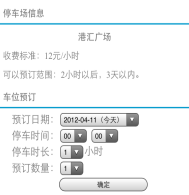 停车场信息
港汇广场
收费标准：12元/小时
可以预订范围：2小时以后，3天以内。
车位预订
预订日期： 2012-04-11（今天）
停车时间： 00 00
停车时长： 1 小时
预订数量： 1
确定